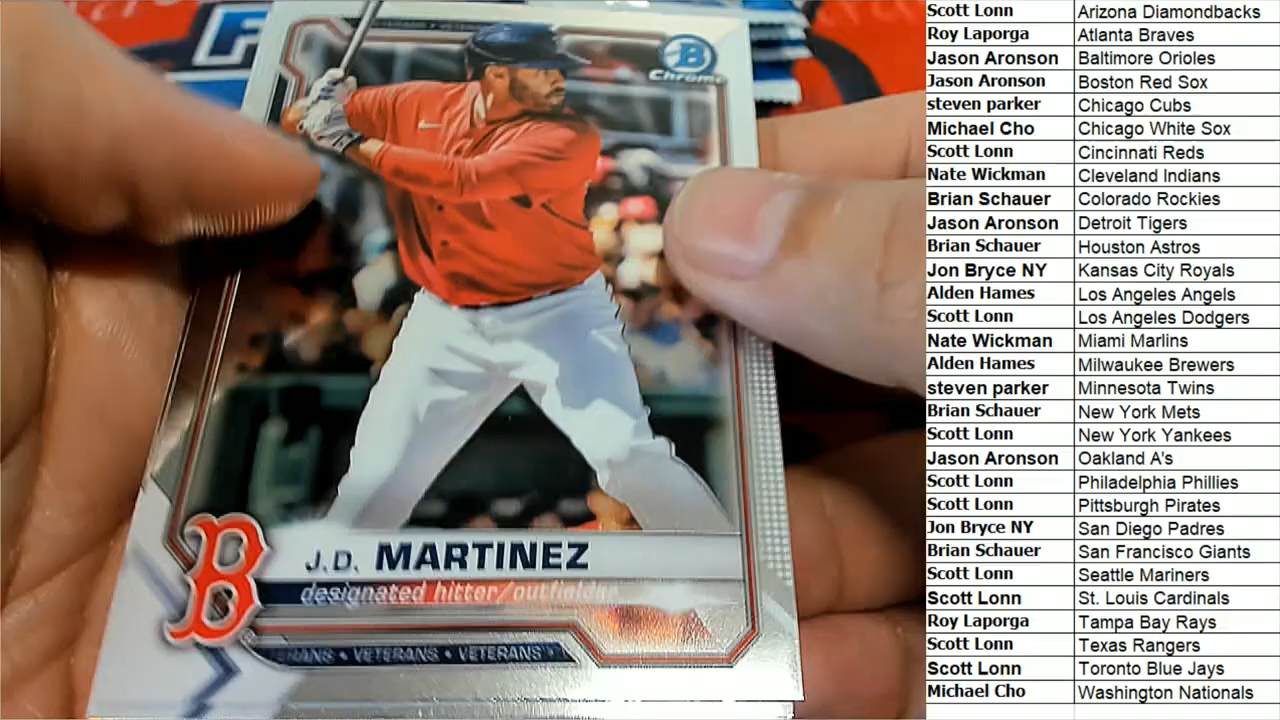 VETERANS
B
Chrome
B
J.D. MARTINEZ
designated hitter/outfielder
VETERANS • VETERANS
Scott Lonn Arizona Diamondbacks
Roy Laporga Atlanta Braves
Jason Aronson Baltimore Orioles
Jason Aronson Boston Red Sox
steven parker Chicago Cubs
Michael Cho Chicago White Sox
Scott Lonn Cincinnati Reds
Nate Wickman Cleveland Indians
Brian Schauer Colorado Rockies
Jason Aronson Detroit Tigers
Brian Schauer Houston Astros
Jon Bryce NY Kansas City Royals
Alden Hames Los Angeles Angels
Scott Lonn Los Angeles Dodgers
Nate Wickman Miami Marlins
Alden Hames Milwaukee Brewers
steven parker Minnesota Twins
Brian Schauer New York Mets
Scott Lonn New York Yankees
Jason Aronson Oakland A's
Scott Lonn Philadelphia Phillies
Scott Lonn Pittsburgh Pirates
Jon Bryce NY San Diego Padres
Brian Schauer San Francisco Giants
Scott Lonn Seattle Mariners
Scott Lonn St. Louis Cardinals
Roy Laporga Tampa Bay Rays
Scott Lonn Texas Rangers
Scott Lonn Toronto Blue Jays
Michael Cho Washington Nationals